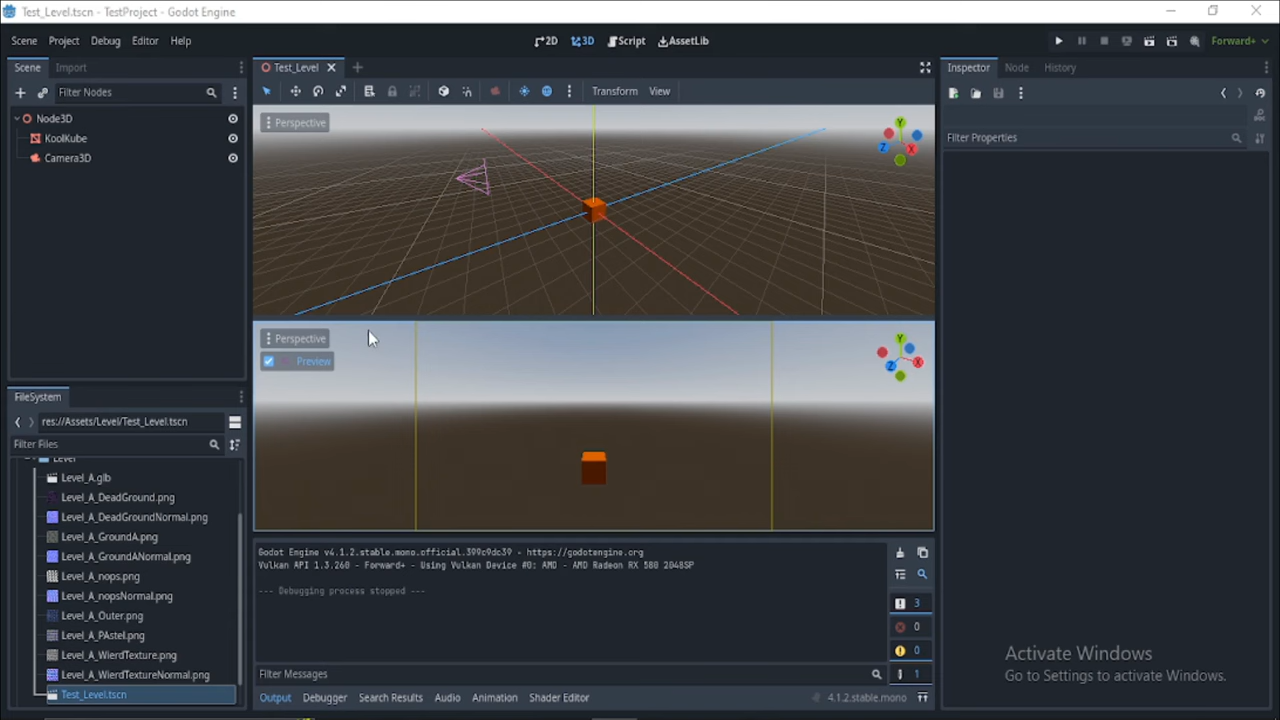 Test_Level.tscn - TestProject - Godot Engine
Scene Project Debug Editor Help
2D 3D Script AssetLib
Forward+
Scene Import
Filter Nodes
Node3D
KoolKube
Camera3D
Test_Level
Transform View
Perspective
Y
Z
X
Perspective
Preview
Y
Z
X
Inspector Node History
Filter Properties
FileSystem
res://Assets/Level/Test_Level.tscn
Filter Files
Level
Level_A.glb
Level_A_DeadGround.png
Level_A_DeadGroundNormal.png
Level_A_GroundA.png
Level_A_GroundANormal.png
Level_A_nops.png
Level_A_nopsNormal.png
Level_A_Outer.png
Level_A_PAstel.png
Level_A_WierdTexture.png
Level_A_WierdTextureNormal.png
Test_Level.tscn
Godot Engine v4.1.2.stable.mono.official.399c9dc39 - https://godotengine.org
Vulkan API 1.3.260 - Forward+ - Using Vulkan Device #0: AMD - AMD Radeon RX 580 2048SP
--- Debugging process stopped ---
3
0
0
1
Filter Messages
Output Debugger Search Results Audio Animation Shader Editor
4.1.2.stable.mono
Activate Windows
Go to Settings to activate Windows.